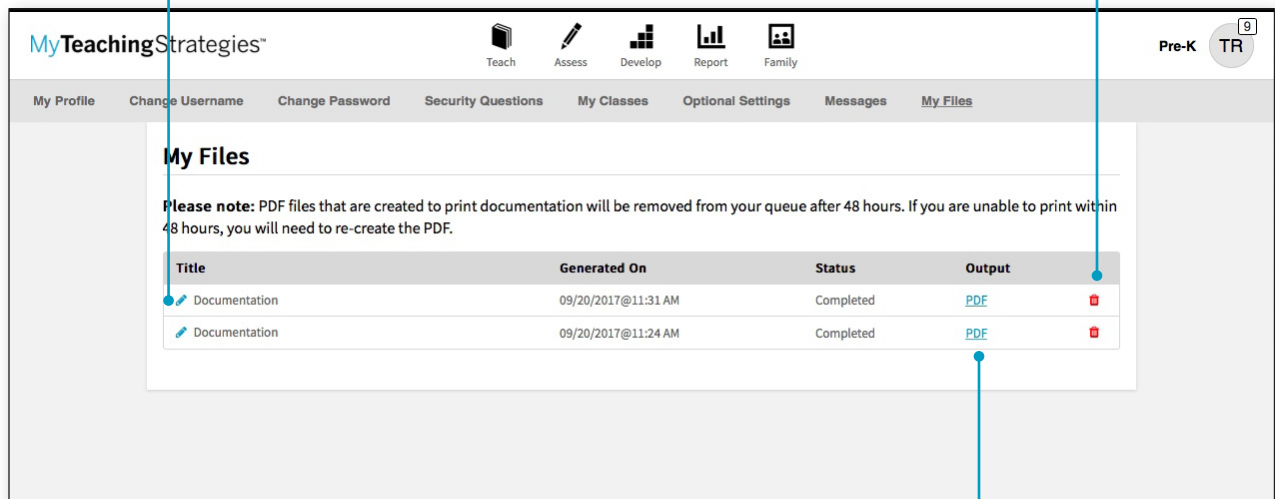 MyTeachingStrategies™
Teach Assess Develop Report Family
Pre-K TR 9
My Profile Change Username Change Password Security Questions My Classes Optional Settings Messages My Files
My Files
Please note: PDF files that are created to print documentation will be removed from your queue after 48 hours. If you are unable to print within
48 hours, you will need to re-create the PDF.
Title Generated On Status Output
Documentation 09/20/2017@11:31 AM Completed PDF
Documentation 09/20/2017@11:24 AM Completed PDF